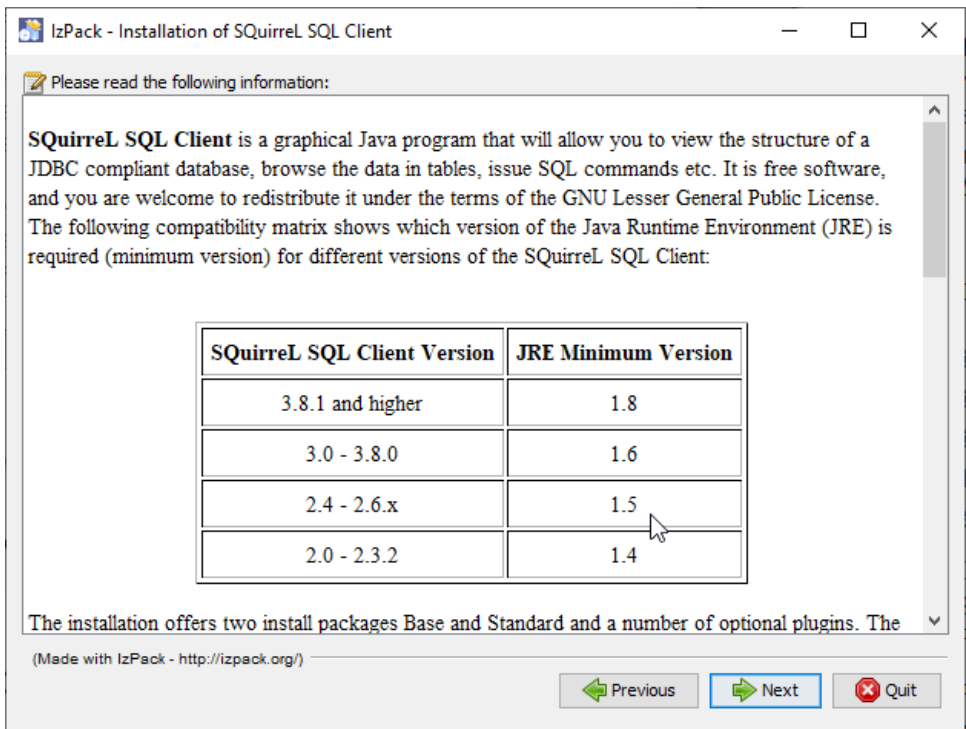 IzPack - Installation of SQuirreL SQL Client
Please read the following information:
SQuirreL SQL Client is a graphical Java program that will allow you to view the structure of a
JDBC compliant database, browse the data in tables, issue SQL commands etc. It is free software,
and you are welcome to redistribute it under the terms of the GNU Lesser General Public License.
The following compatibility matrix shows which version of the Java Runtime Environment (JRE) is
required (minimum version) for different versions of the SQuirreL SQL Client:
SQuirreL SQL Client Version JRE Minimum Version
3.8.1 and higher 1.8
3.0 - 3.8.0 1.6
2.4 - 2.6.x 1.5
2.0 - 2.3.2 1.4
The installation offers two install packages Base and Standard and a number of optional plugins. The
(Made with IzPack - http://izpack.org/)
Previous Next Quit